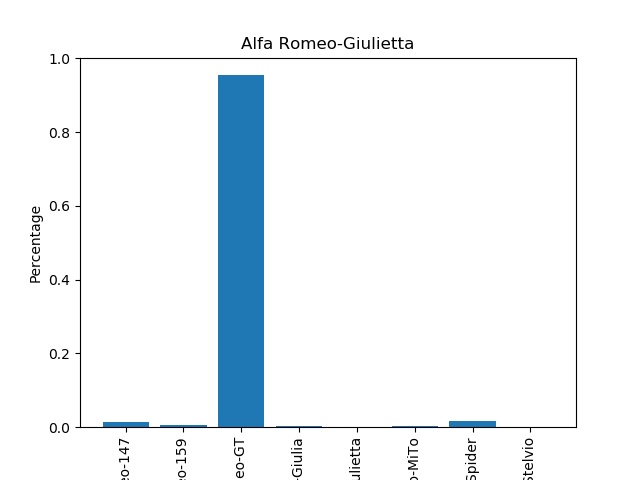 Alfa Romeo-Giulietta
Percentage
1.0
0.8
0.6
0.4
0.2
0.0
eo-147
eo-159
eo-GT
-Giulia
ulietta
o-MiTo
Spider
Stelvio